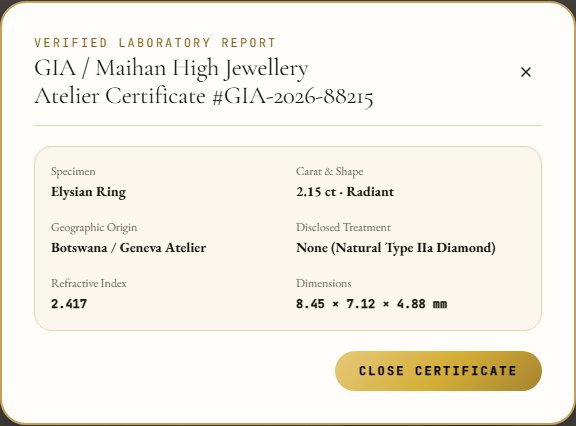 VERIFIED LABORATORY REPORT
GIA / Maihan High Jewellery
Atelier Certificate #GIA-2026-88215
×
Specimen
Elysian Ring
Carat & Shape
2.15 ct · Radiant
Geographic Origin
Botswana / Geneva Atelier
Disclosed Treatment
None (Natural Type IIa Diamond)
Refractive Index
2.417
Dimensions
8.45 × 7.12 × 4.88 mm
CLOSE CERTIFICATE